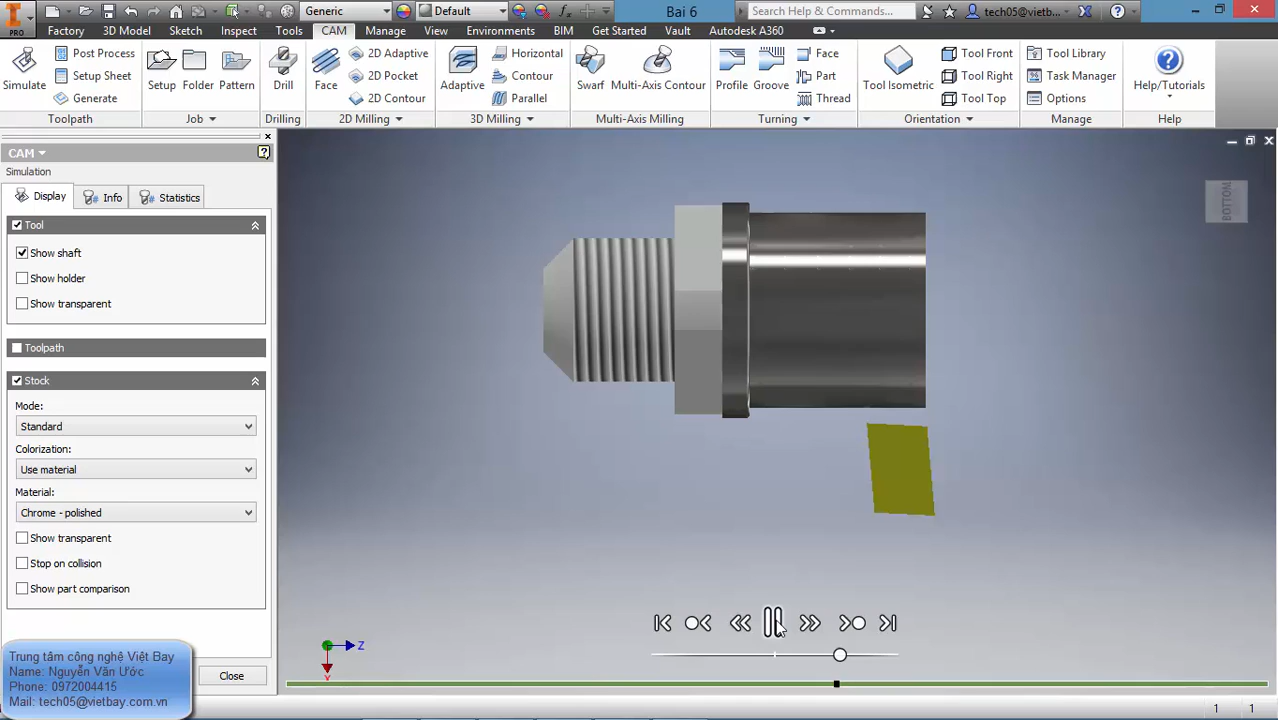 PRO
Generic
Default
Bai 6
Search Help & Commands...
tech05@vietb...
Factory 3D Model Sketch Inspect Tools CAM Manage View Environments BIM Get Started Vault Autodesk A360
Simulate
Post Process
Setup Sheet
Generate
Toolpath
Setup
Folder
Pattern
Job
Drill
Drilling
Face
2D Adaptive
2D Pocket
2D Contour
2D Milling
Adaptive
Horizontal
Contour
Parallel
3D Milling
Swarf
Multi-Axis Contour
Multi-Axis Milling
Profile
Groove
Face
Part
Thread
Turning
Tool Isometric
Tool Front
Tool Right
Tool Top
Orientation
Tool Library
Task Manager
Options
Manage
Help/Tutorials
Help
CAM
Simulation
Display
Info
Statistics
Tool
Show shaft
Show holder
Show transparent
Toolpath
Stock
Mode:
Standard
Colorization:
Use material
Material:
Chrome - polished
Show transparent
Stop on collision
Show part comparison
Close
BOTTOM
Z
Y
Trung tâm công nghệ Việt Bay
Name: Nguyễn Văn Ước
Phone: 0972004415
Mail: tech05@vietbay.com.vn
1 1